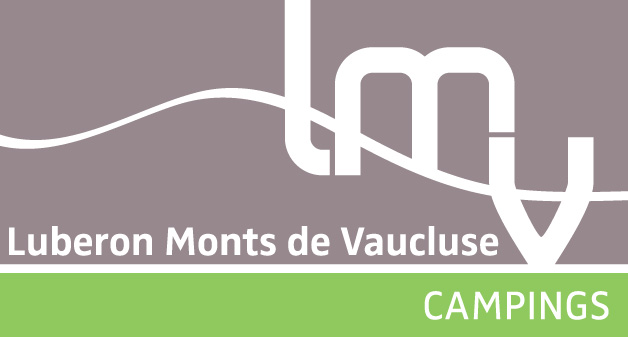 lmv
Luberon Monts de Vaucluse
CAMPINGS